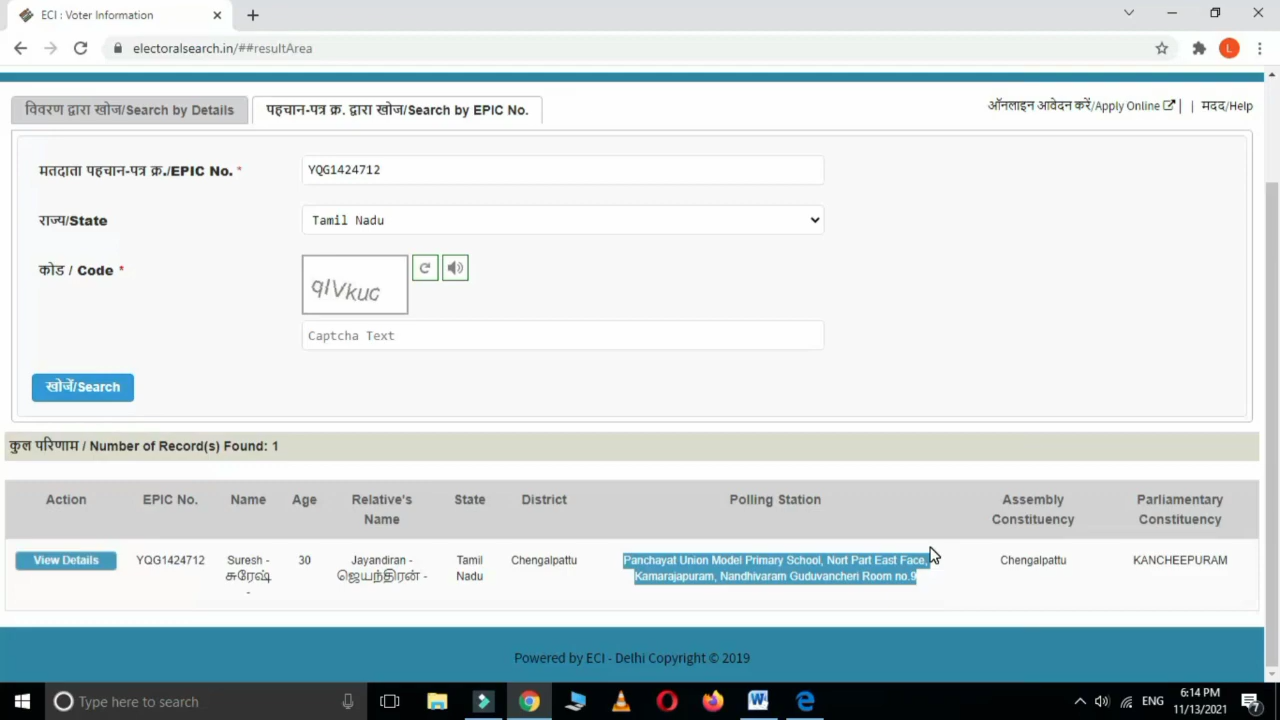 ECI : Voter Information
electoralsearch.in/##resultArea
L
विवरण द्वारा खोज/Search by Details
पहचान-पत्र क्र. द्वारा खोज/Search by EPIC No.
ऑनलाइन आवेदन करें/Apply Online | | मदद/Help
मतदाता पहचान-पत्र क्र./EPIC No. * YQG1424712
राज्य/State Tamil Nadu
कोड / Code *
Captcha Text
खोजें/Search
कुल परिणाम / Number of Record(s) Found: 1
Action EPIC No. Name Age Relative's State District Polling Station Assembly Parliamentary
Name Constituency Constituency
View Details YQG1424712 Suresh - 30 Jayandiran - Tamil Chengalpattu Panchayat Union Model Primary School, Nort Part East Face, Chengalpattu KANCHEEPURAM
சுரேஷ் ஜெயந்திரன் - Nadu Kamarajapuram, Nandhivaram Guduvancheri Room no.9
-
Powered by ECI - Delhi Copyright © 2019
Type here to search
ENG
6:14 PM
11/13/2021
7